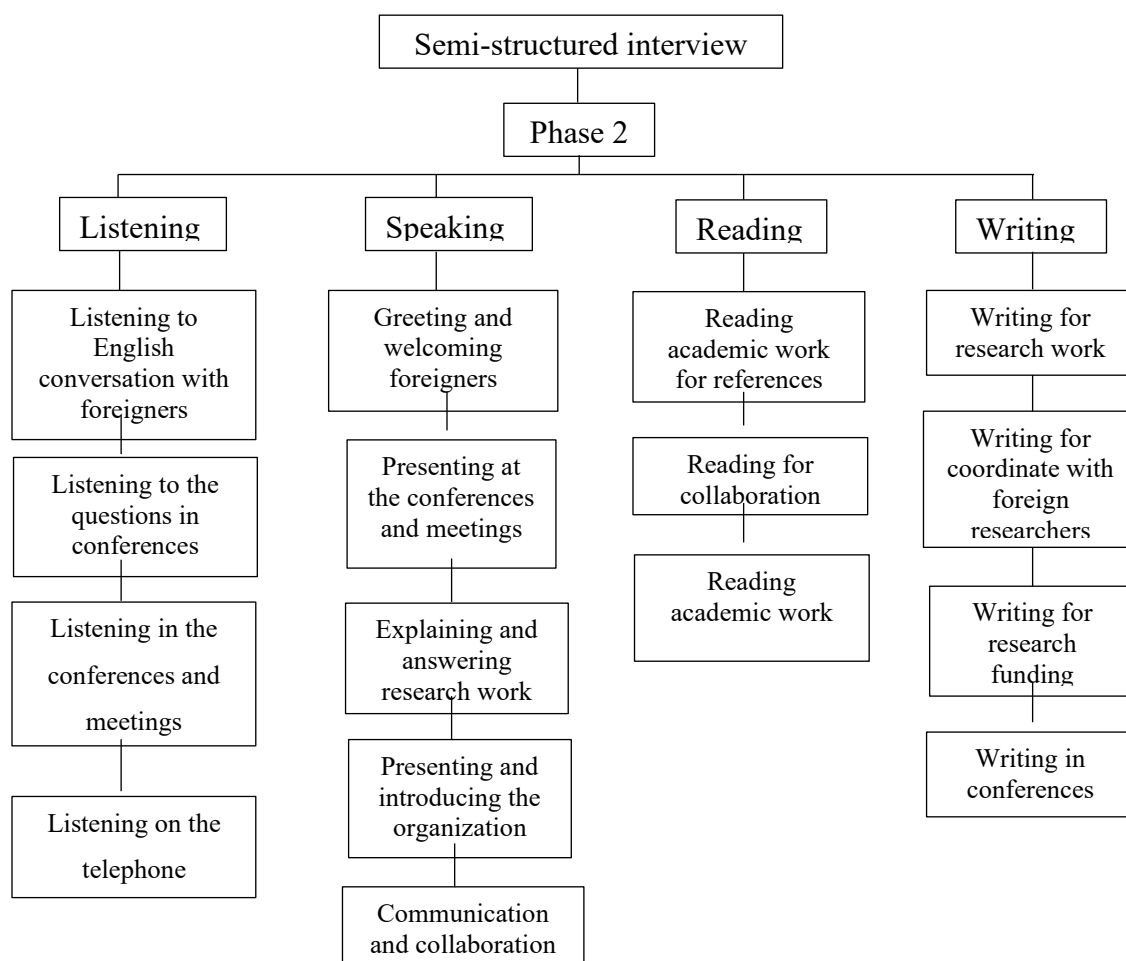 Semi-structured interview
Phase 2
Listening
Speaking
Reading
Writing
Listening to
English
conversation with
foreigners
Listening to the
questions in
conferences
Listening in the
conferences and
meetings
Listening on the
telephone
Greeting and
welcoming
foreigners
Presenting at
the conferences
and meetings
Explaining and
answering
research work
Presenting and
introducing the
organization
Communication
and collaboration
Reading
academic work
for references
Reading for
collaboration
Reading
academic work
Writing for
research work
Writing for
coordinate with
foreign
researchers
Writing for
research
funding
Writing in
conferences